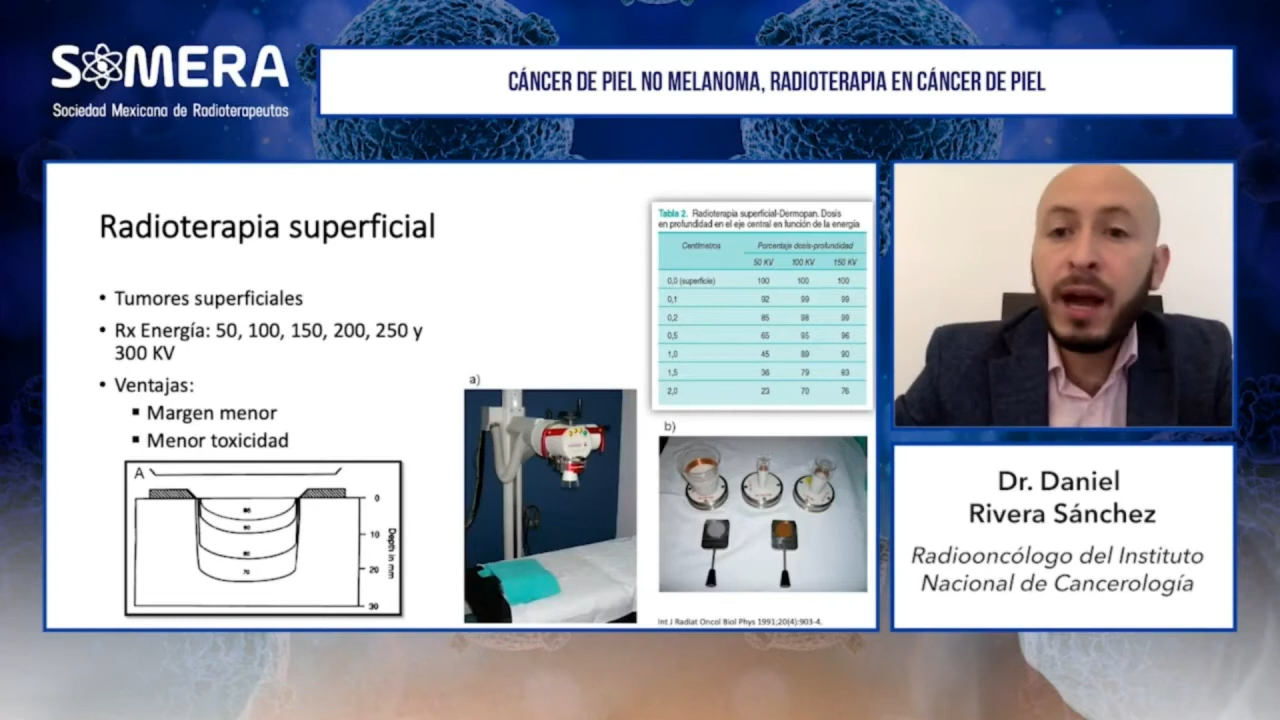 SOMERA
Sociedad Mexicana de Radioterapeutas
CÁNCER DE PIEL NO MELANOMA, RADIOTERAPIA EN CÁNCER DE PIEL
Radioterapia superficial
• Tumores superficiales
• Rx Energía: 50, 100, 150, 200, 250 y
300 KV
• Ventajas:
▪ Margen menor
▪ Menor toxicidad
A
0
10
20
30
Depth in mm
90
80
70
a)
Tabla 2. Radioterapia superficial-Dermopan. Dosis
en profundidad en el eje central en función de la energía
Centímetros Porcentaje dosis-profundidad
50 KV 100 KV 150 KV
0,0 (superficie) 100 100 100
0,1 92 99 99
0,2 85 98 99
0,5 65 95 96
1,0 45 89 90
1,5 36 79 83
2,0 23 70 76
b)
Int J Radiat Oncol Biol Phys 1991;20(4):903-4.
Dr. Daniel
Rivera Sánchez
Radiooncólogo del Instituto
Nacional de Cancerología